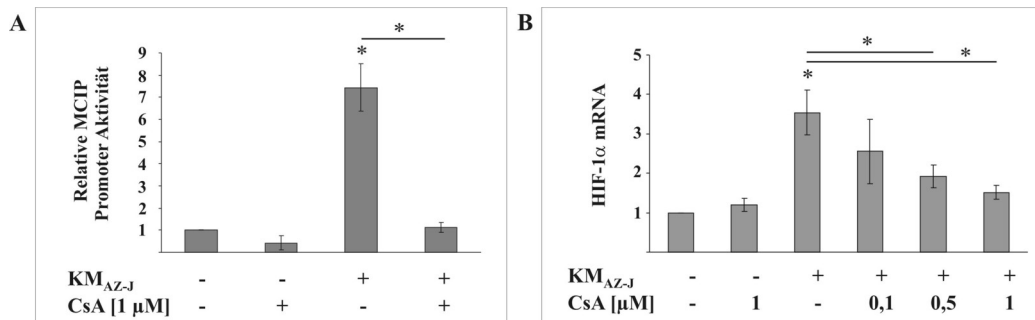 A
Relative MCIP
Promoter Aktivität
9
8
7
6
5
4
3
2
1
*
*
KM_AZ-J - - + +
CsA [1 µM] - + - +
B
HIF-1α mRNA
5
4
3
2
1
*
*
*
KM_AZ-J - - + + + +
CsA [µM] - 1 - 0,1 0,5 1